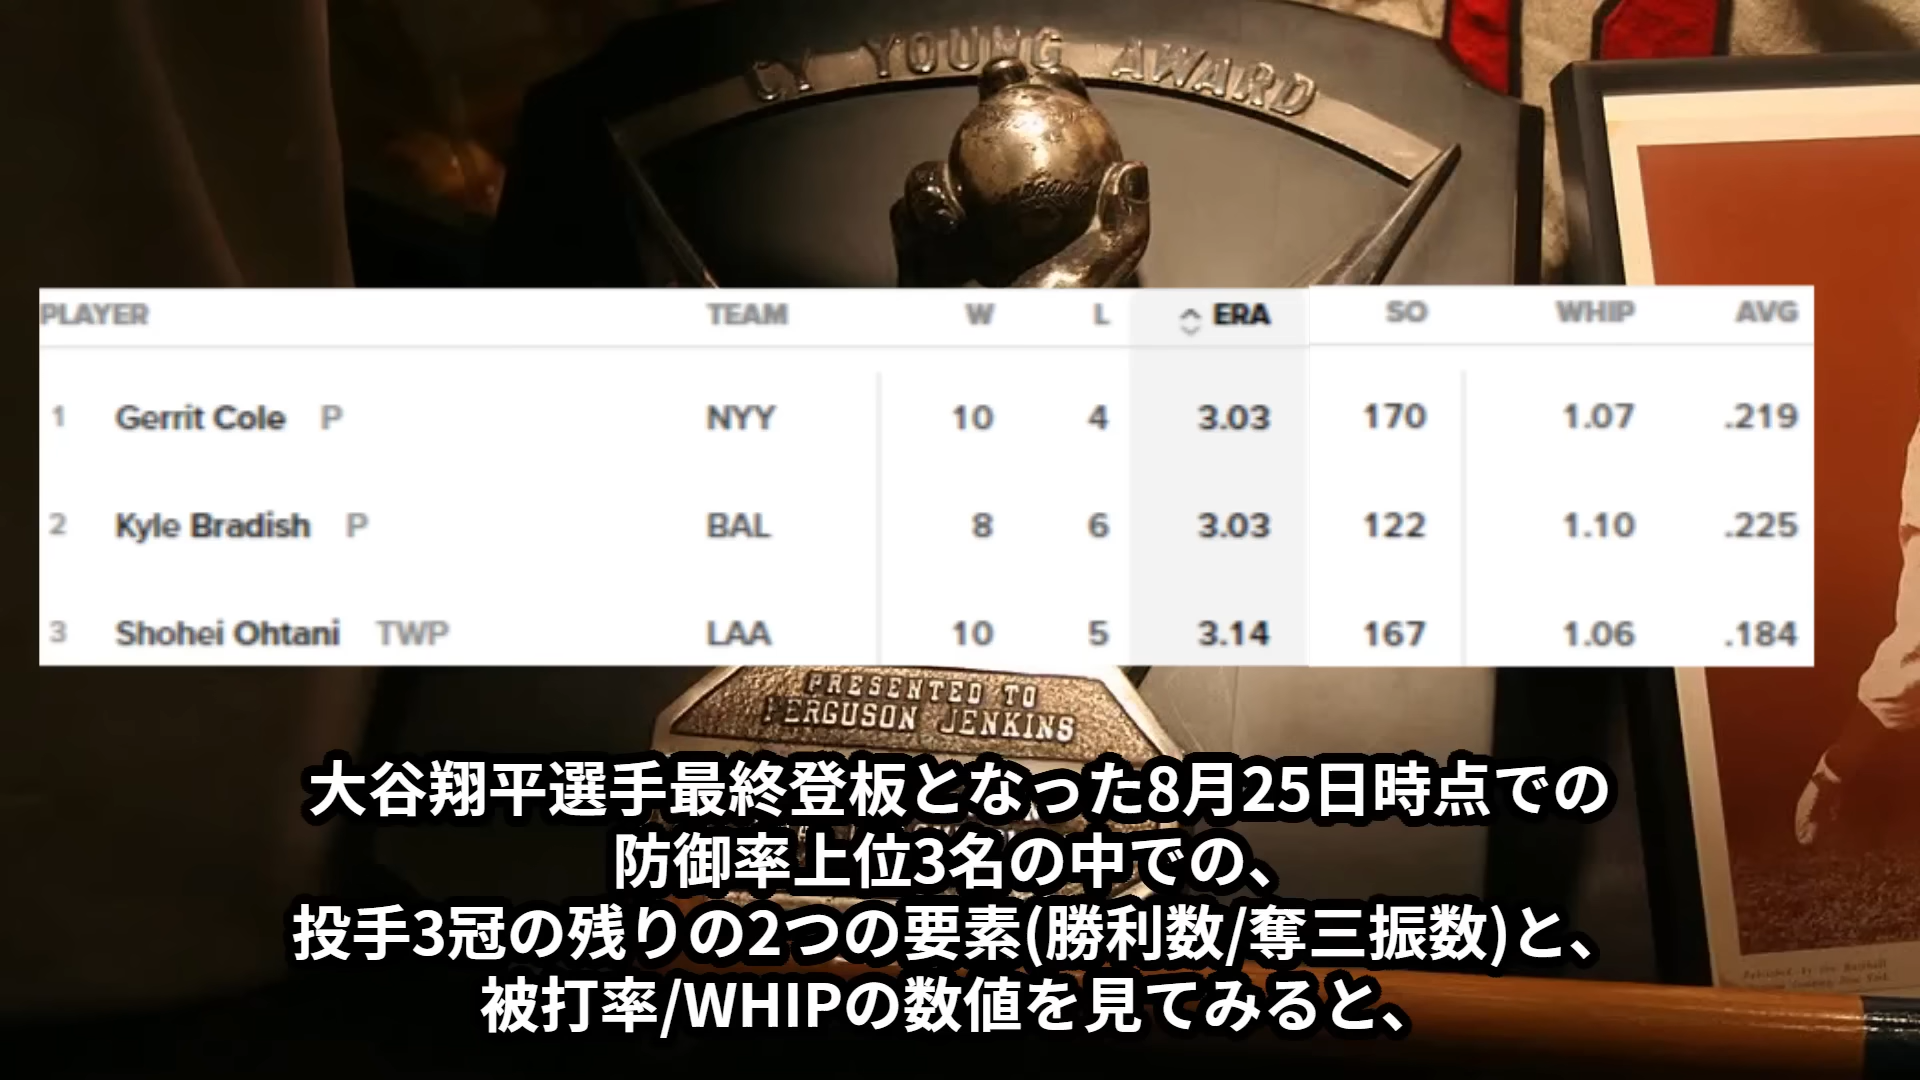 CY YOUNG AWARD
PLAYER TEAM W L ERA SO WHIP AVG
1 Gerrit Cole P NYY 10 4 3.03 170 1.07 .219
2 Kyle Bradish P BAL 8 6 3.03 122 1.10 .225
3 Shohei Ohtani TWP LAA 10 5 3.14 167 1.06 .184
PRESENTED TO
FERGUSON JENKINS
大谷翔平選手最終登板となった8月25日時点での
防御率上位3名の中での、
投手3冠の残りの2つの要素(勝利数/奪三振数)と、
被打率/WHIPの数値を見てみると、